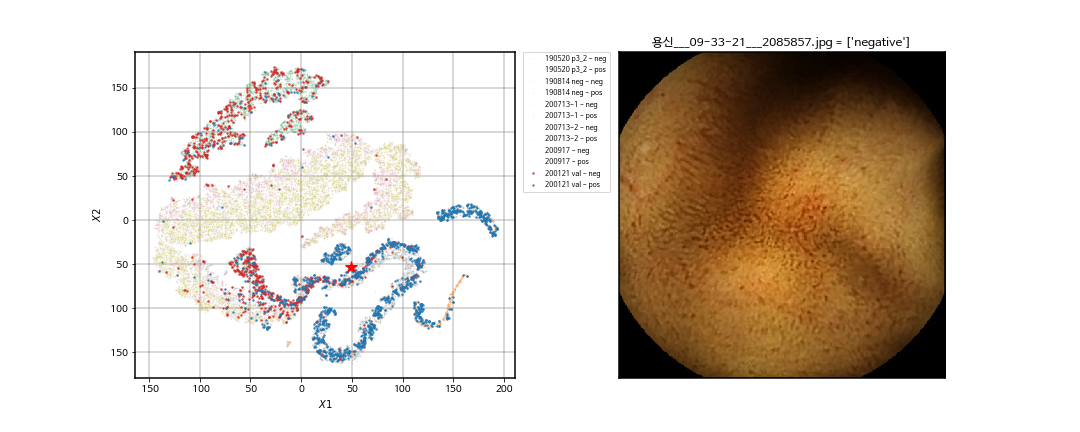 용신___09-33-21___2085857.jpg = ['negative']
190520 p3_2 - neg
190520 p3_2 - pos
190814 neg - neg
190814 neg - pos
200713-1 - neg
200713-1 - pos
200713-2 - neg
200713-2 - pos
200917 - neg
200917 - pos
200121 val - neg
200121 val - pos
X2
150
100
50
0
50
100
150
150 100 50 0 50 100 150 200
X1